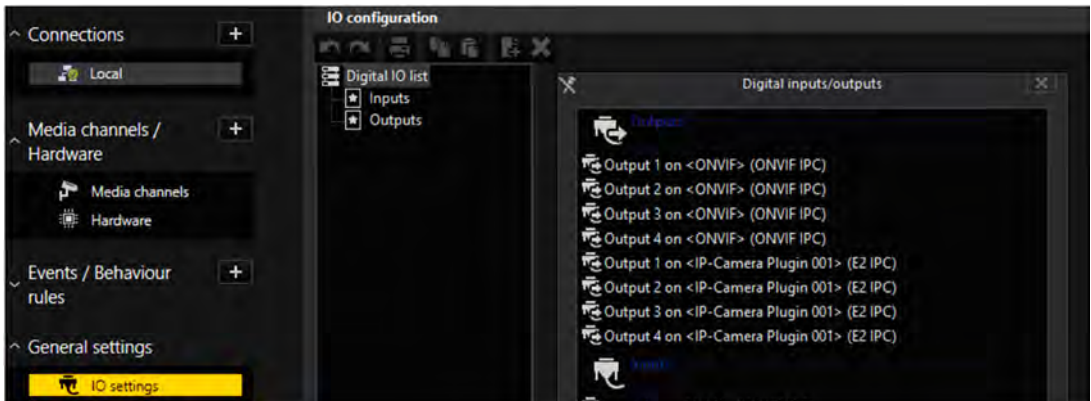 IO configuration
Connections
Local
Media channels /
Hardware
Media channels
Hardware
Events / Behaviour
rules
General settings
IO settings
Digital IO list
Inputs
Outputs
Digital inputs/outputs
Outputs
Output 1 on <ONVIF> (ONVIF IPC)
Output 2 on <ONVIF> (ONVIF IPC)
Output 3 on <ONVIF> (ONVIF IPC)
Output 4 on <ONVIF> (ONVIF IPC)
Output 1 on <IP-Camera Plugin 001> (E2 IPC)
Output 2 on <IP-Camera Plugin 001> (E2 IPC)
Output 3 on <IP-Camera Plugin 001> (E2 IPC)
Output 4 on <IP-Camera Plugin 001> (E2 IPC)
Inputs